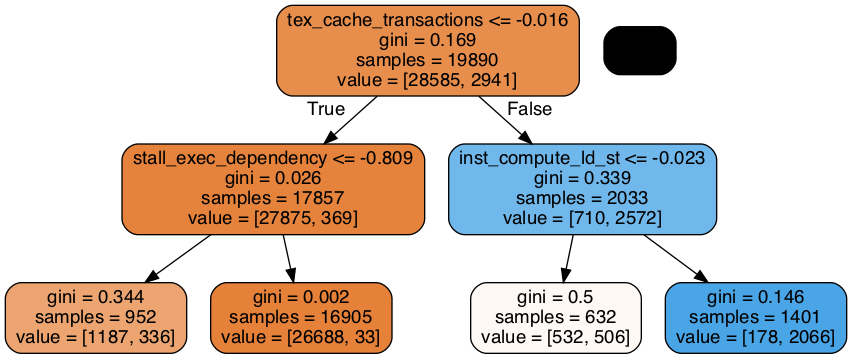 tex_cache_transactions <= -0.016
gini = 0.169
samples = 19890
value = [28585, 2941]
True
False
stall_exec_dependency <= -0.809
gini = 0.026
samples = 17857
value = [27875, 369]
inst_compute_ld_st <= -0.023
gini = 0.339
samples = 2033
value = [710, 2572]
gini = 0.344
samples = 952
value = [1187, 336]
gini = 0.002
samples = 16905
value = [26688, 33]
gini = 0.5
samples = 632
value = [532, 506]
gini = 0.146
samples = 1401
value = [178, 2066]